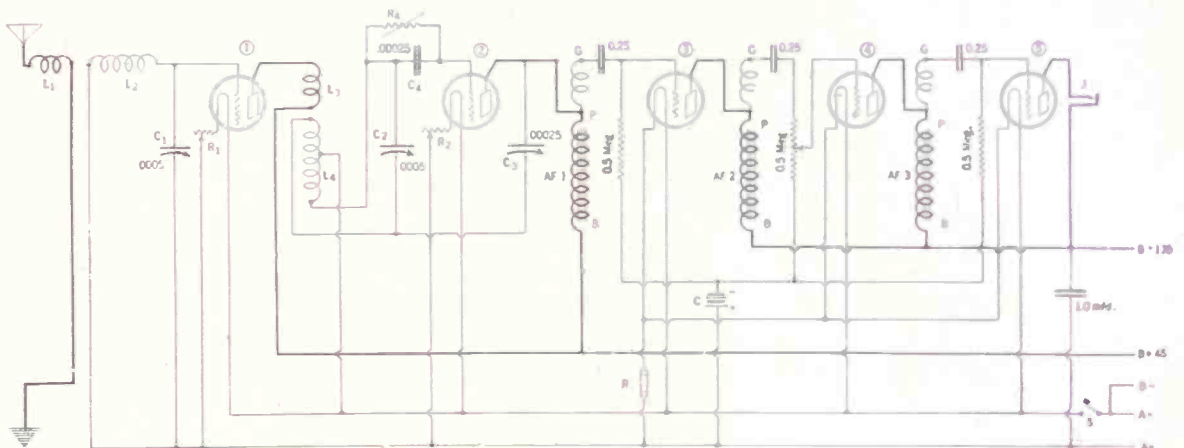 R4
① ② ③ ④ ⑤
.00025
G 0.25 G 0.25 G 0.25
L1 L2 L3 C4 J
C1 R1 C2 R2 .00025 P P P
.0005 L4 .0005 C3
AF 1 0.5 Meg. AF 2 0.5 Meg. AF 3 0.5 Meg.
B B B
B+135
C - +
1.0 mfd.
B+45
R
B-
S A+